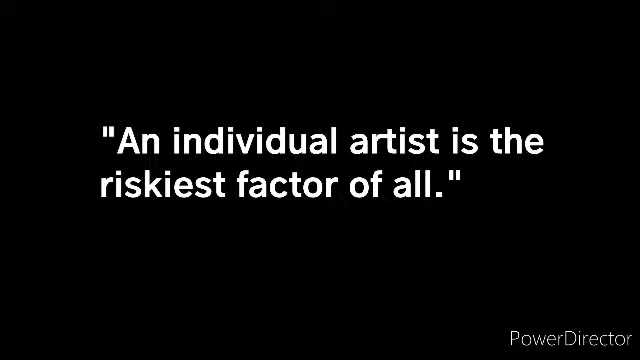 "An individual artist is the
riskiest factor of all."
PowerDirector